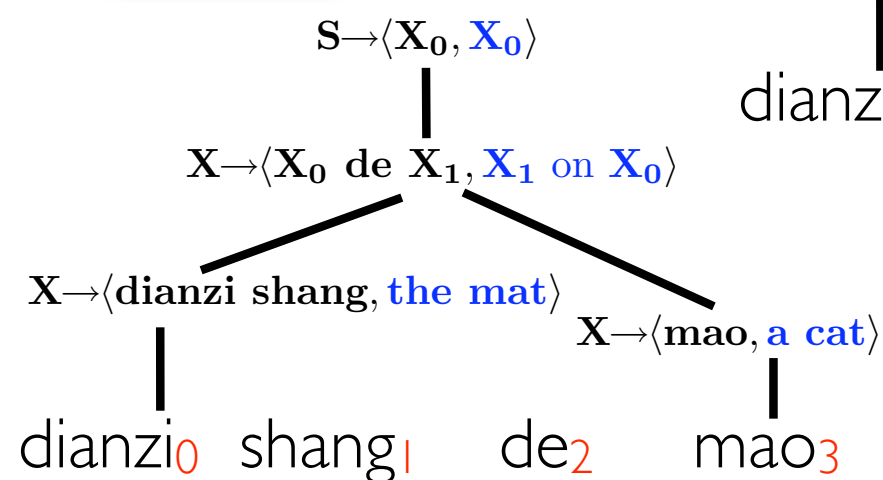 S→⟨X₀, X₀⟩
dianz
X→⟨X₀ de X₁, X₁ on X₀⟩
X→⟨dianzi shang, the mat⟩
X→⟨mao, a cat⟩
dianzi₀ shang₁ de₂ mao₃